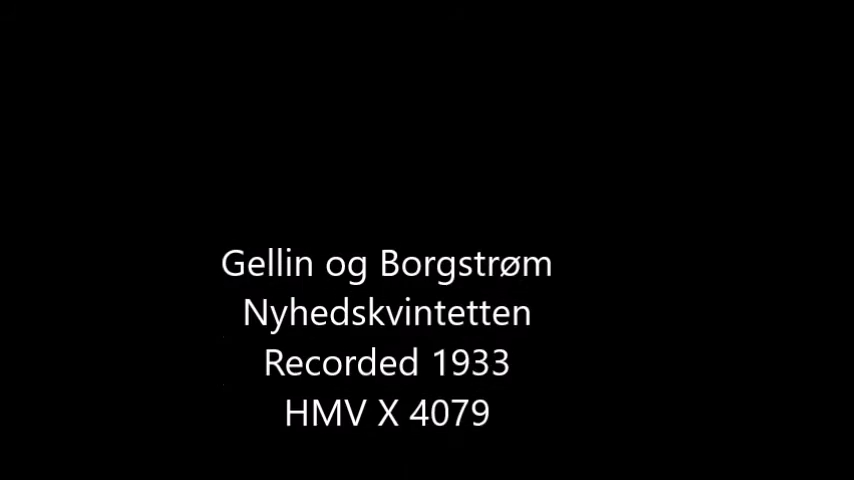 Gellin og Borgstrøm
Nyhedskvintetten
Recorded 1933
HMV X 4079